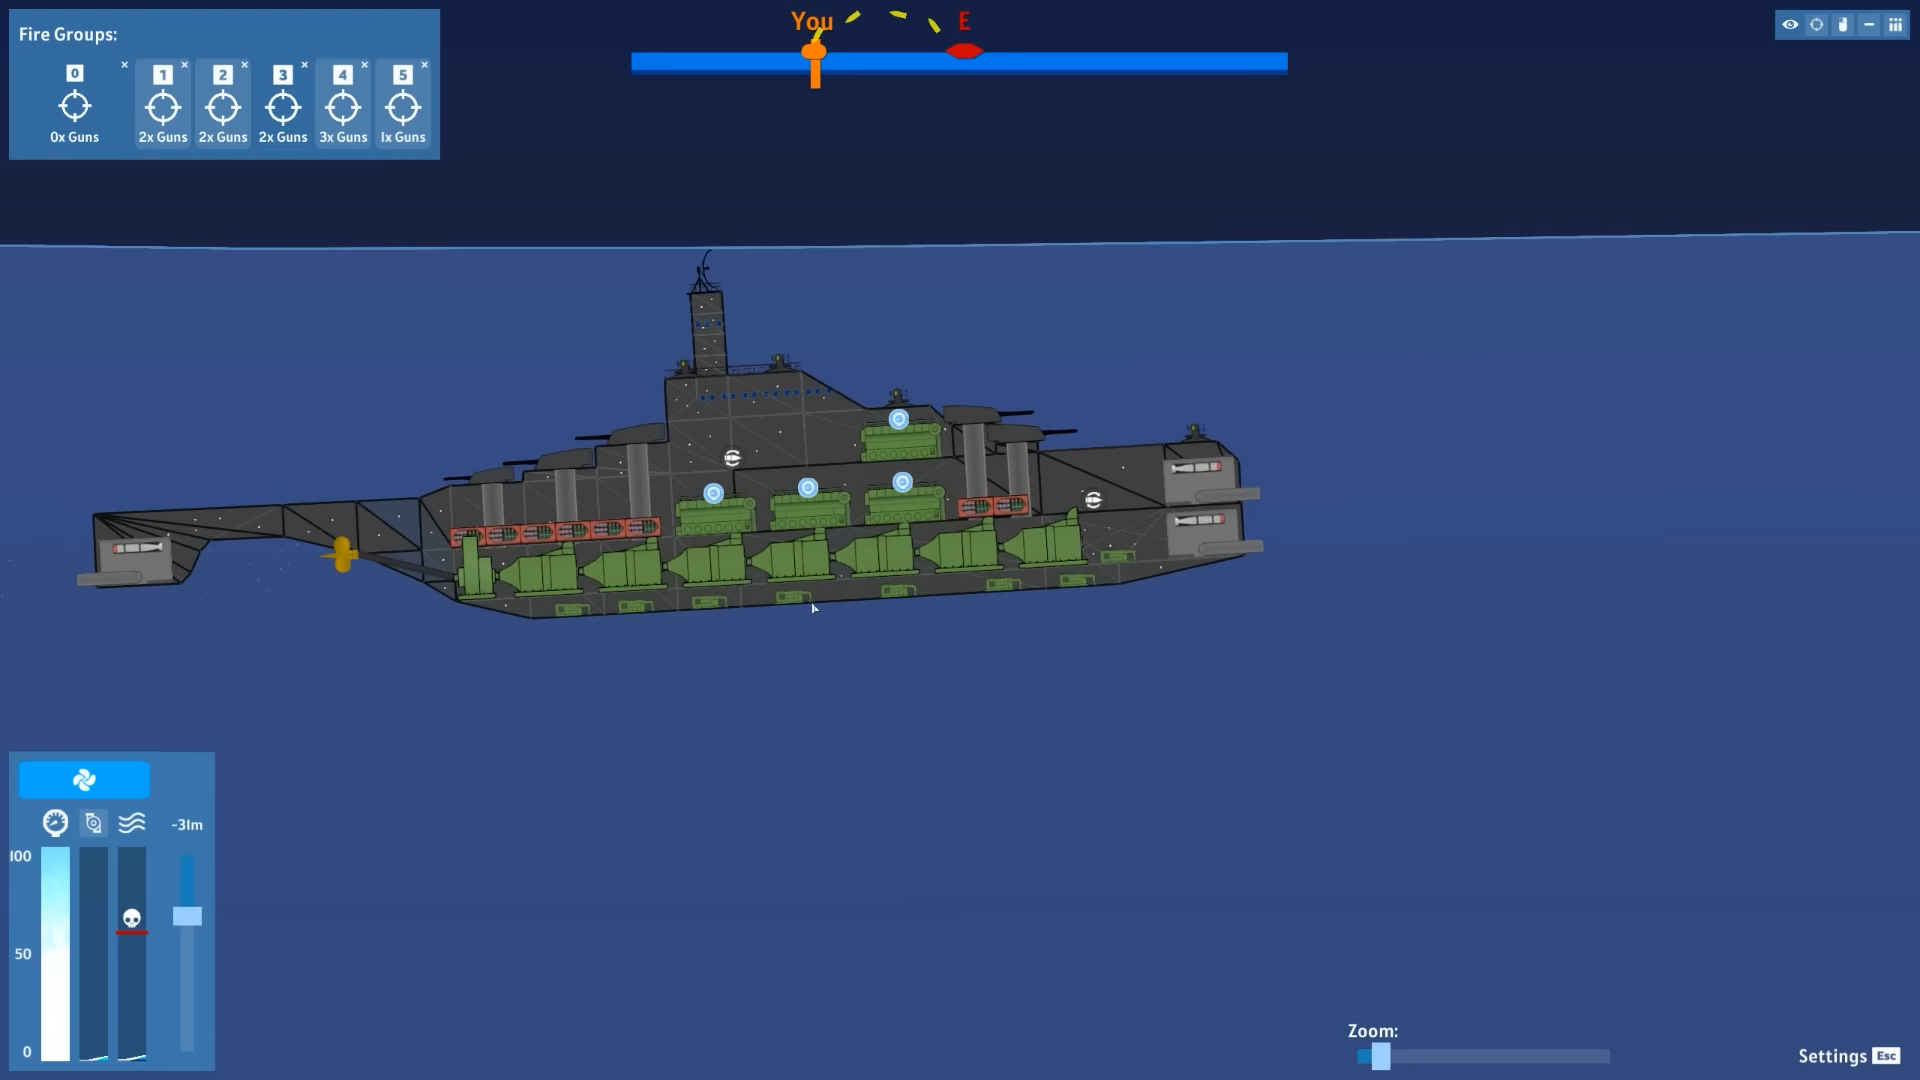 Fire Groups:
0 1 2 3 4 5
0x Guns 2x Guns 2x Guns 2x Guns 3x Guns 1x Guns
You E
-31m
100
50
0
Zoom:
Settings Esc